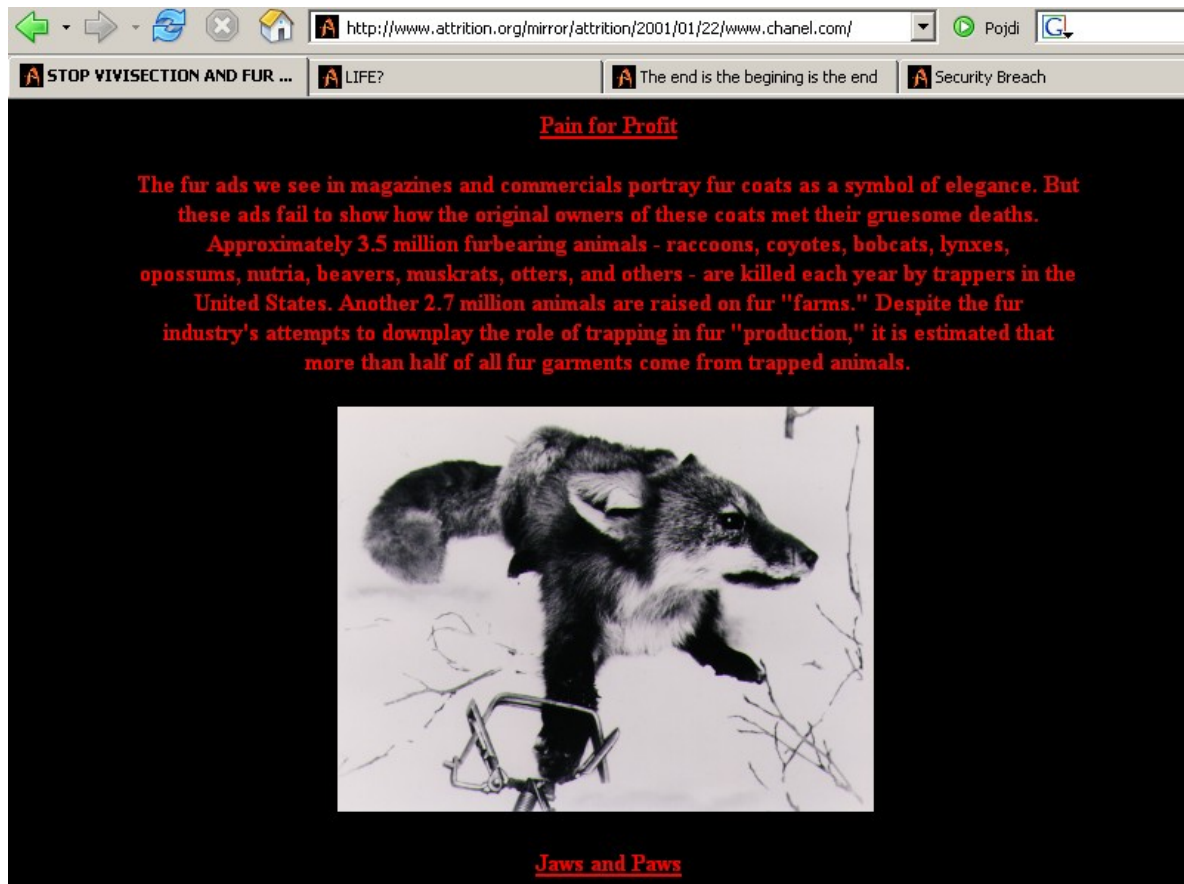 http://www.attrition.org/mirror/attrition/2001/01/22/www.chanel.com/ Pojdi G
STOP VIVISECTION AND FUR ... LIFE? The end is the begining is the end Security Breach
Pain for Profit
The fur ads we see in magazines and commercials portray fur coats as a symbol of elegance. But
these ads fail to show how the original owners of these coats met their gruesome deaths.
Approximately 3.5 million furbearing animals - raccoons, coyotes, bobcats, lynxes,
opossums, nutria, beavers, muskrats, otters, and others - are killed each year by trappers in the
United States. Another 2.7 million animals are raised on fur "farms." Despite the fur
industry's attempts to downplay the role of trapping in fur "production," it is estimated that
more than half of all fur garments come from trapped animals.
Jaws and Paws